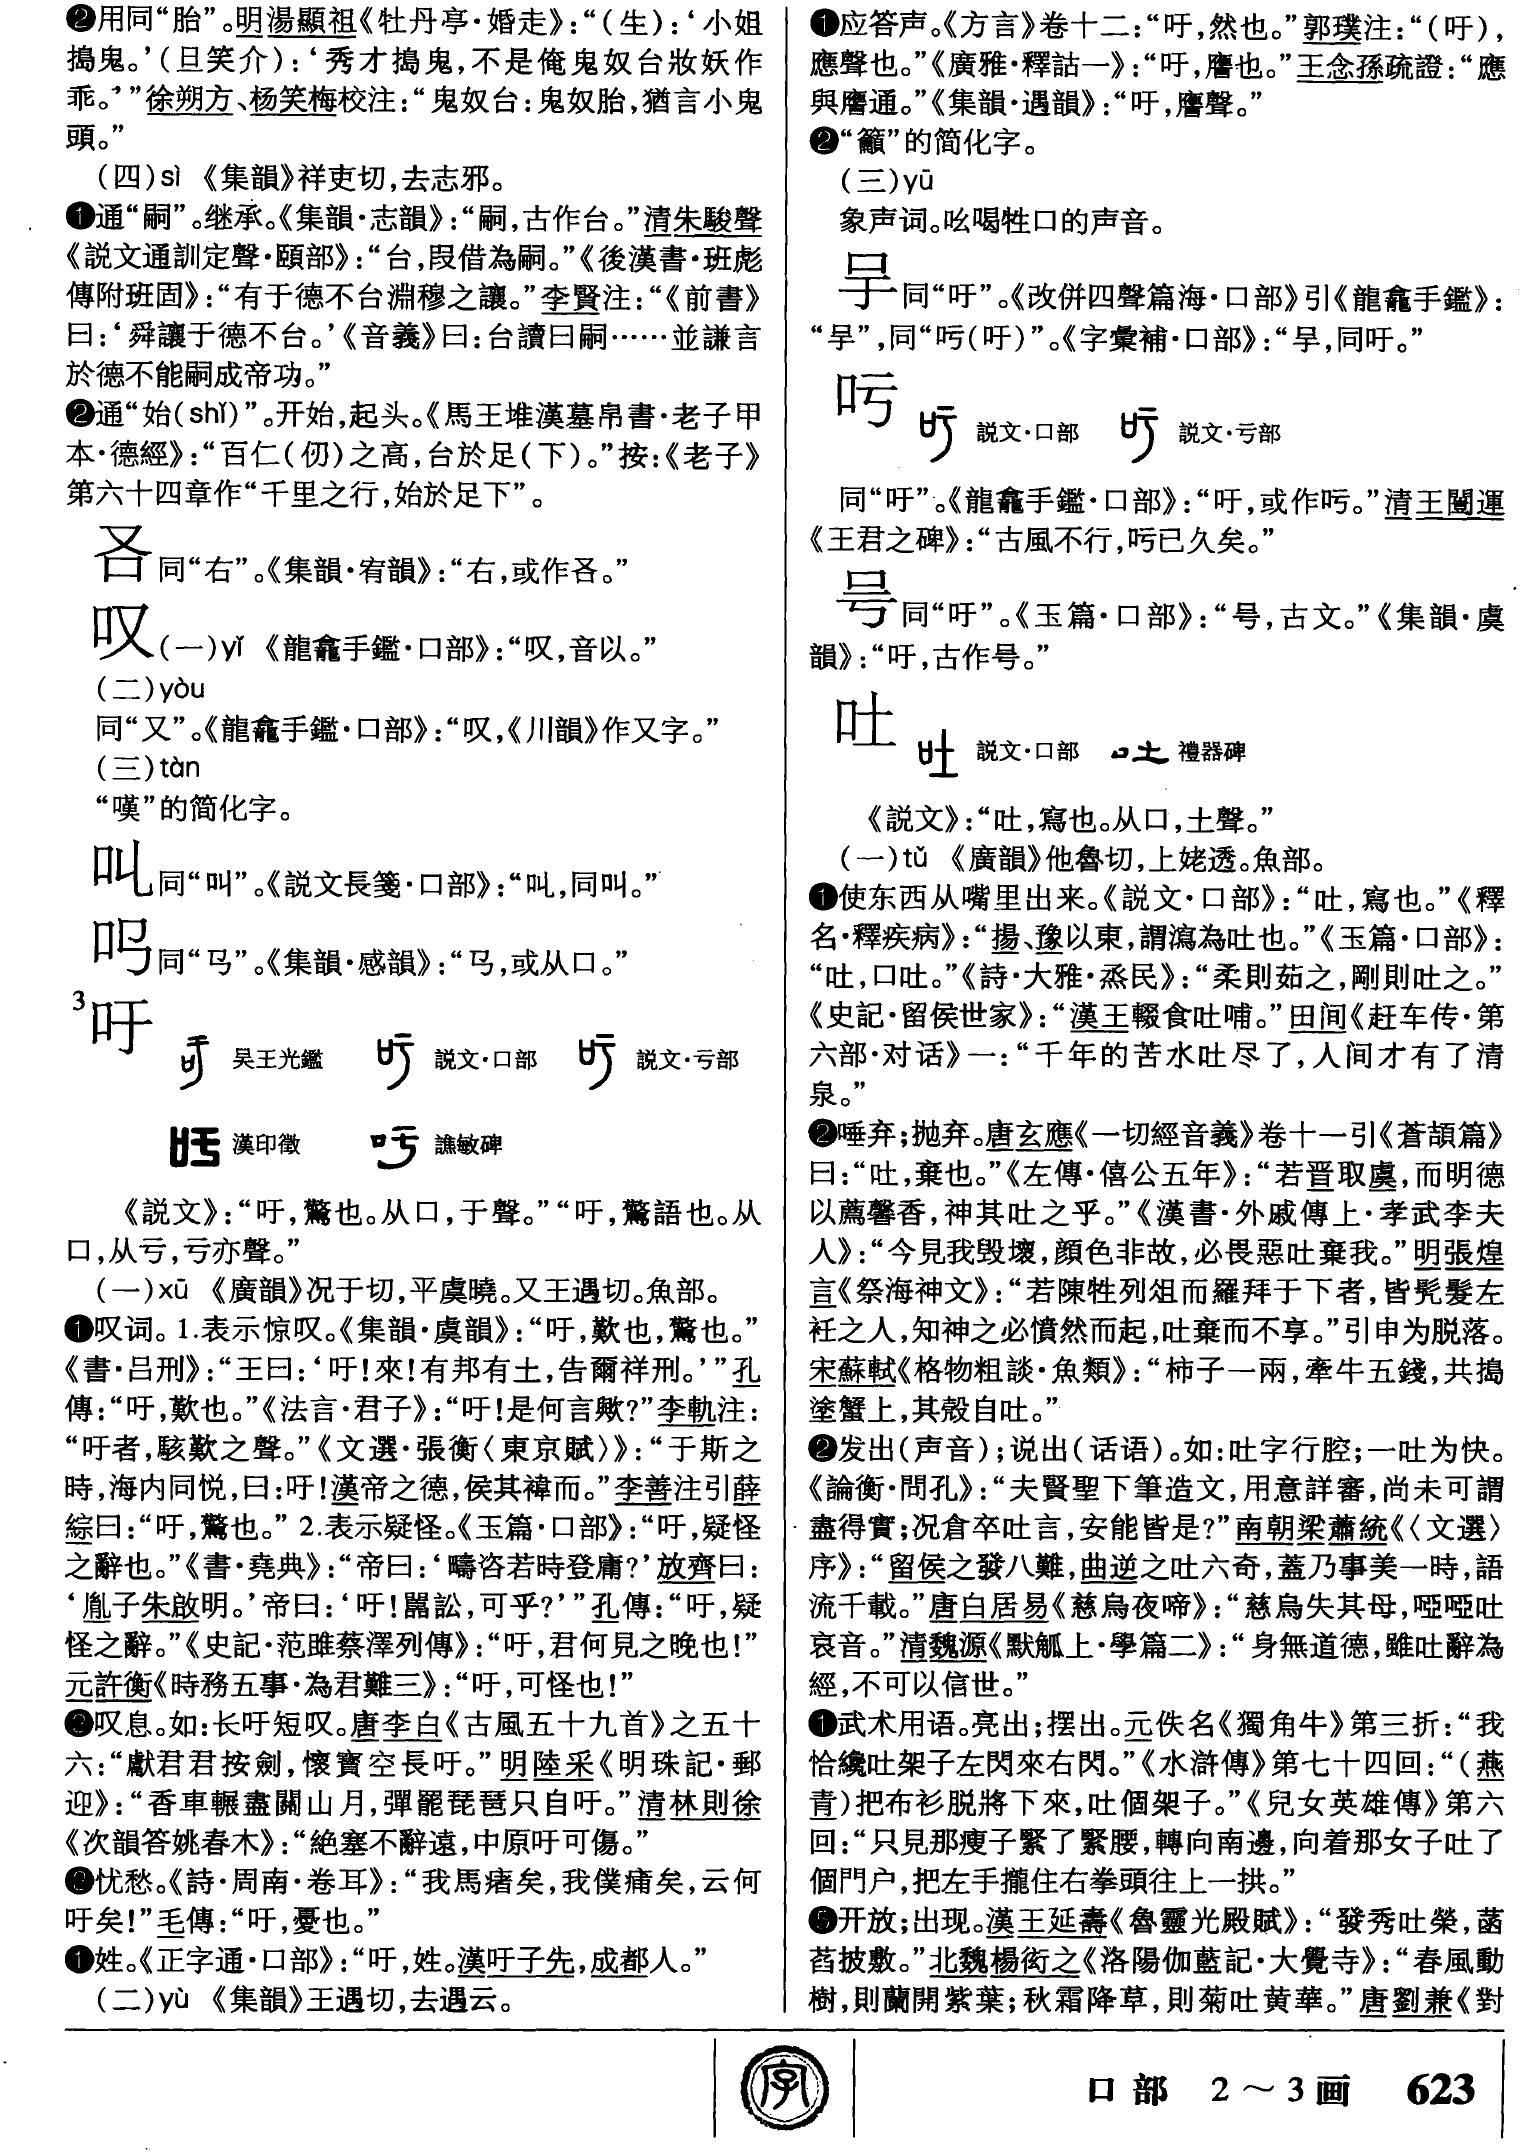 ❷用同“胎”。明湯顯祖《牡丹亭·婚走》：“（生）：‘小姐
搗鬼。’（旦笑介）：‘秀才搗鬼，不是俺鬼奴台妝妖作
乖。’”徐朔方、杨笑梅校注：“鬼奴台：鬼奴胎，猶言小鬼
頭。”
（四）sì 《集韻》祥吏切，去志邪。
❶通“嗣”。继承。《集韻·志韻》：“嗣，古作台。”清朱駿聲
《説文通訓定聲·頤部》：“台，叚借為嗣。”《後漢書·班彪
傳附班固》：“有于德不台淵穆之讓。”李賢注：“《前書》
曰：‘舜讓于德不台。’《音義》曰：台讀曰嗣……並謙言
於德不能嗣成帝功。”
❷通“始（shǐ）”。开始，起头。《馬王堆漢墓帛書·老子甲
本·德經》：“百仁（仞）之高，台於足（下）。”按：《老子》
第六十四章作“千里之行，始於足下”。
㕛同“右”。《集韻·宥韻》：“右，或作㕛。”
叹（一）yǐ 《龍龕手鑑·口部》：“叹，音以。”
（二）yòu
同“又”。《龍龕手鑑·口部》：“叹，《川韻》作又字。”
（三）tàn
“嘆”的简化字。
叫同“叫”。《説文長箋·口部》：“叫，同叫。”
同“㔾”。《集韻·感韻》：“㔾，或从口。”
3吁 吴王光鑑 説文·口部 説文·亏部
漢印徵 譙敏碑
《説文》：“吁，驚也。从口，于聲。”“吁，驚語也。从
口，从亏，亏亦聲。”
（一）xū 《廣韻》况于切，平虞曉。又王遇切。魚部。
❶叹词。1.表示惊叹。《集韻·虞韻》：“吁，歎也，驚也。”
《書·吕刑》：“王曰：‘吁！來！有邦有土，告爾祥刑。’”孔
傳：“吁，歎也。”《法言·君子》：“吁！是何言歟？”李軌注：
“吁者，駭歎之聲。”《文選·張衡〈東京賦〉》：“于斯之
時，海内同悦，曰：吁！漢帝之德，侯其禕而。”李善注引薛
綜曰：“吁，驚也。”2.表示疑怪。《玉篇·口部》：“吁，疑怪
之辭也。”《書·堯典》：“帝曰：‘疇咨若時登庸？’放齊曰：
‘胤子朱啟明。’帝曰：‘吁！嚚訟，可乎？’”孔傳：“吁，疑
怪之辭。”《史記·范雎蔡澤列傳》：“吁，君何見之晚也！”
元許衡《時務五事·為君難三》：“吁，可怪也！”
❷叹息。如：长吁短叹。唐李白《古風五十九首》之五十
六：“獻君君按劍，懷寶空長吁。”明陸采《明珠記·郵
迎》：“香車輾盡關山月，彈罷琵琶只自吁。”清林則徐
《次韻答姚春木》：“絶塞不辭遠，中原吁可傷。”
❸忧愁。《詩·周南·卷耳》：“我馬瘏矣，我僕痡矣，云何
吁矣！”毛傳：“吁，憂也。”
❹姓。《正字通·口部》：“吁，姓。漢吁子先，成都人。”
（二）yù 《集韻》王遇切，去遇云。
❶应答声。《方言》卷十二：“吁，然也。”郭璞注：“（吁），
應聲也。”《廣雅·釋詁一》：“吁，譍也。”王念孫疏證：“應
與譍通。”《集韻·遇韻》：“吁，譍聲。”
❷“籲”的简化字。
（三）yū
象声词。吆喝牲口的声音。
㕣同“吁”。《改併四聲篇海·口部》引《龍龕手鑑》：
同“吁（吁）”。《字彙補·口部》：同吁。”
㕦 説文·口部 説文·亏部
同“吁”。《龍龕手鑑·口部》：“吁，或作㕦。”清王闓運
《王君之碑》：“古風不行，㕦已久矣。”
号同“吁”。《玉篇·口部》：“号，古文。”《集韻·虞
韻》：“吁，古作号。”
吐 説文·口部 禮器碑
《説文》：“吐，寫也。从口，土聲。”
（一）tǔ 《廣韻》他魯切，上姥透。魚部。
❶使东西从嘴里出来。《説文·口部》：“吐，寫也。”《釋
名·釋疾病》：“揚、豫以東，謂瀉為吐也。”《玉篇·口部》：
“吐，口吐。”《詩·大雅·烝民》：“柔則茹之，剛則吐之。”
《史記·留侯世家》：“漢王輟食吐哺。”田间《赶车传·第
六部·对话》一：“千年的苦水吐尽了，人间才有了清
泉。”
❷唾弃；抛弃。唐玄應《一切經音義》卷十一引《蒼頡篇》
曰：“吐，棄也。”《左傳·僖公五年》：“若晋取虞，而明德
以薦馨香，神其吐之乎。”《漢書·外戚傳上·孝武李夫
人》：“今見我毁壞，顔色非故，必畏惡吐棄我。”明張煌
言《祭海神文》：“若陳牲列俎而羅拜于下者，皆髡髮左
衽之人，知神之必憤然而起，吐棄而不享。”引申为脱落。
宋蘇軾《格物粗談·魚類》：“柿子一兩，牽牛五錢，共搗
塗蟹上，其殼自吐。”
❸发出（声音）；说出（话语）。如：吐字行腔；一吐为快。
《論衡·問孔》：“夫賢聖下筆造文，用意詳審，尚未可謂
盡得實；况倉卒吐言，安能皆是？”南朝梁蕭統《〈文選〉
序》：“留侯之發八難，曲逆之吐六奇，蓋乃事美一時，語
流千載。”唐白居易《慈烏夜啼》：“慈烏失其母，啞啞吐
哀音。”清魏源《默觚上·學篇二》：“身無道德，雖吐辭為
經，不可以信世。”
❹武术用语。亮出；摆出。元佚名《獨角牛》第三折：“我
恰纔吐架子左閃來右閃。”《水滸傳》第七十四回：“（燕
青）把布衫脱將下來，吐個架子。”《兒女英雄傳》第六
回：“只見那瘦子緊了緊腰，轉向南邊，向着那女子吐了
個門户，把左手攏住右拳頭往上一拱。”
❺开放；出现。漢王延壽《魯靈光殿賦》：“發秀吐榮，菡
萏披敷。”北魏楊衒之《洛陽伽藍記·大覺寺》：“春風動
樹，則蘭開紫葉；秋霜降草，則菊吐黄華。”唐劉兼《對
字
口部 2～3画 623